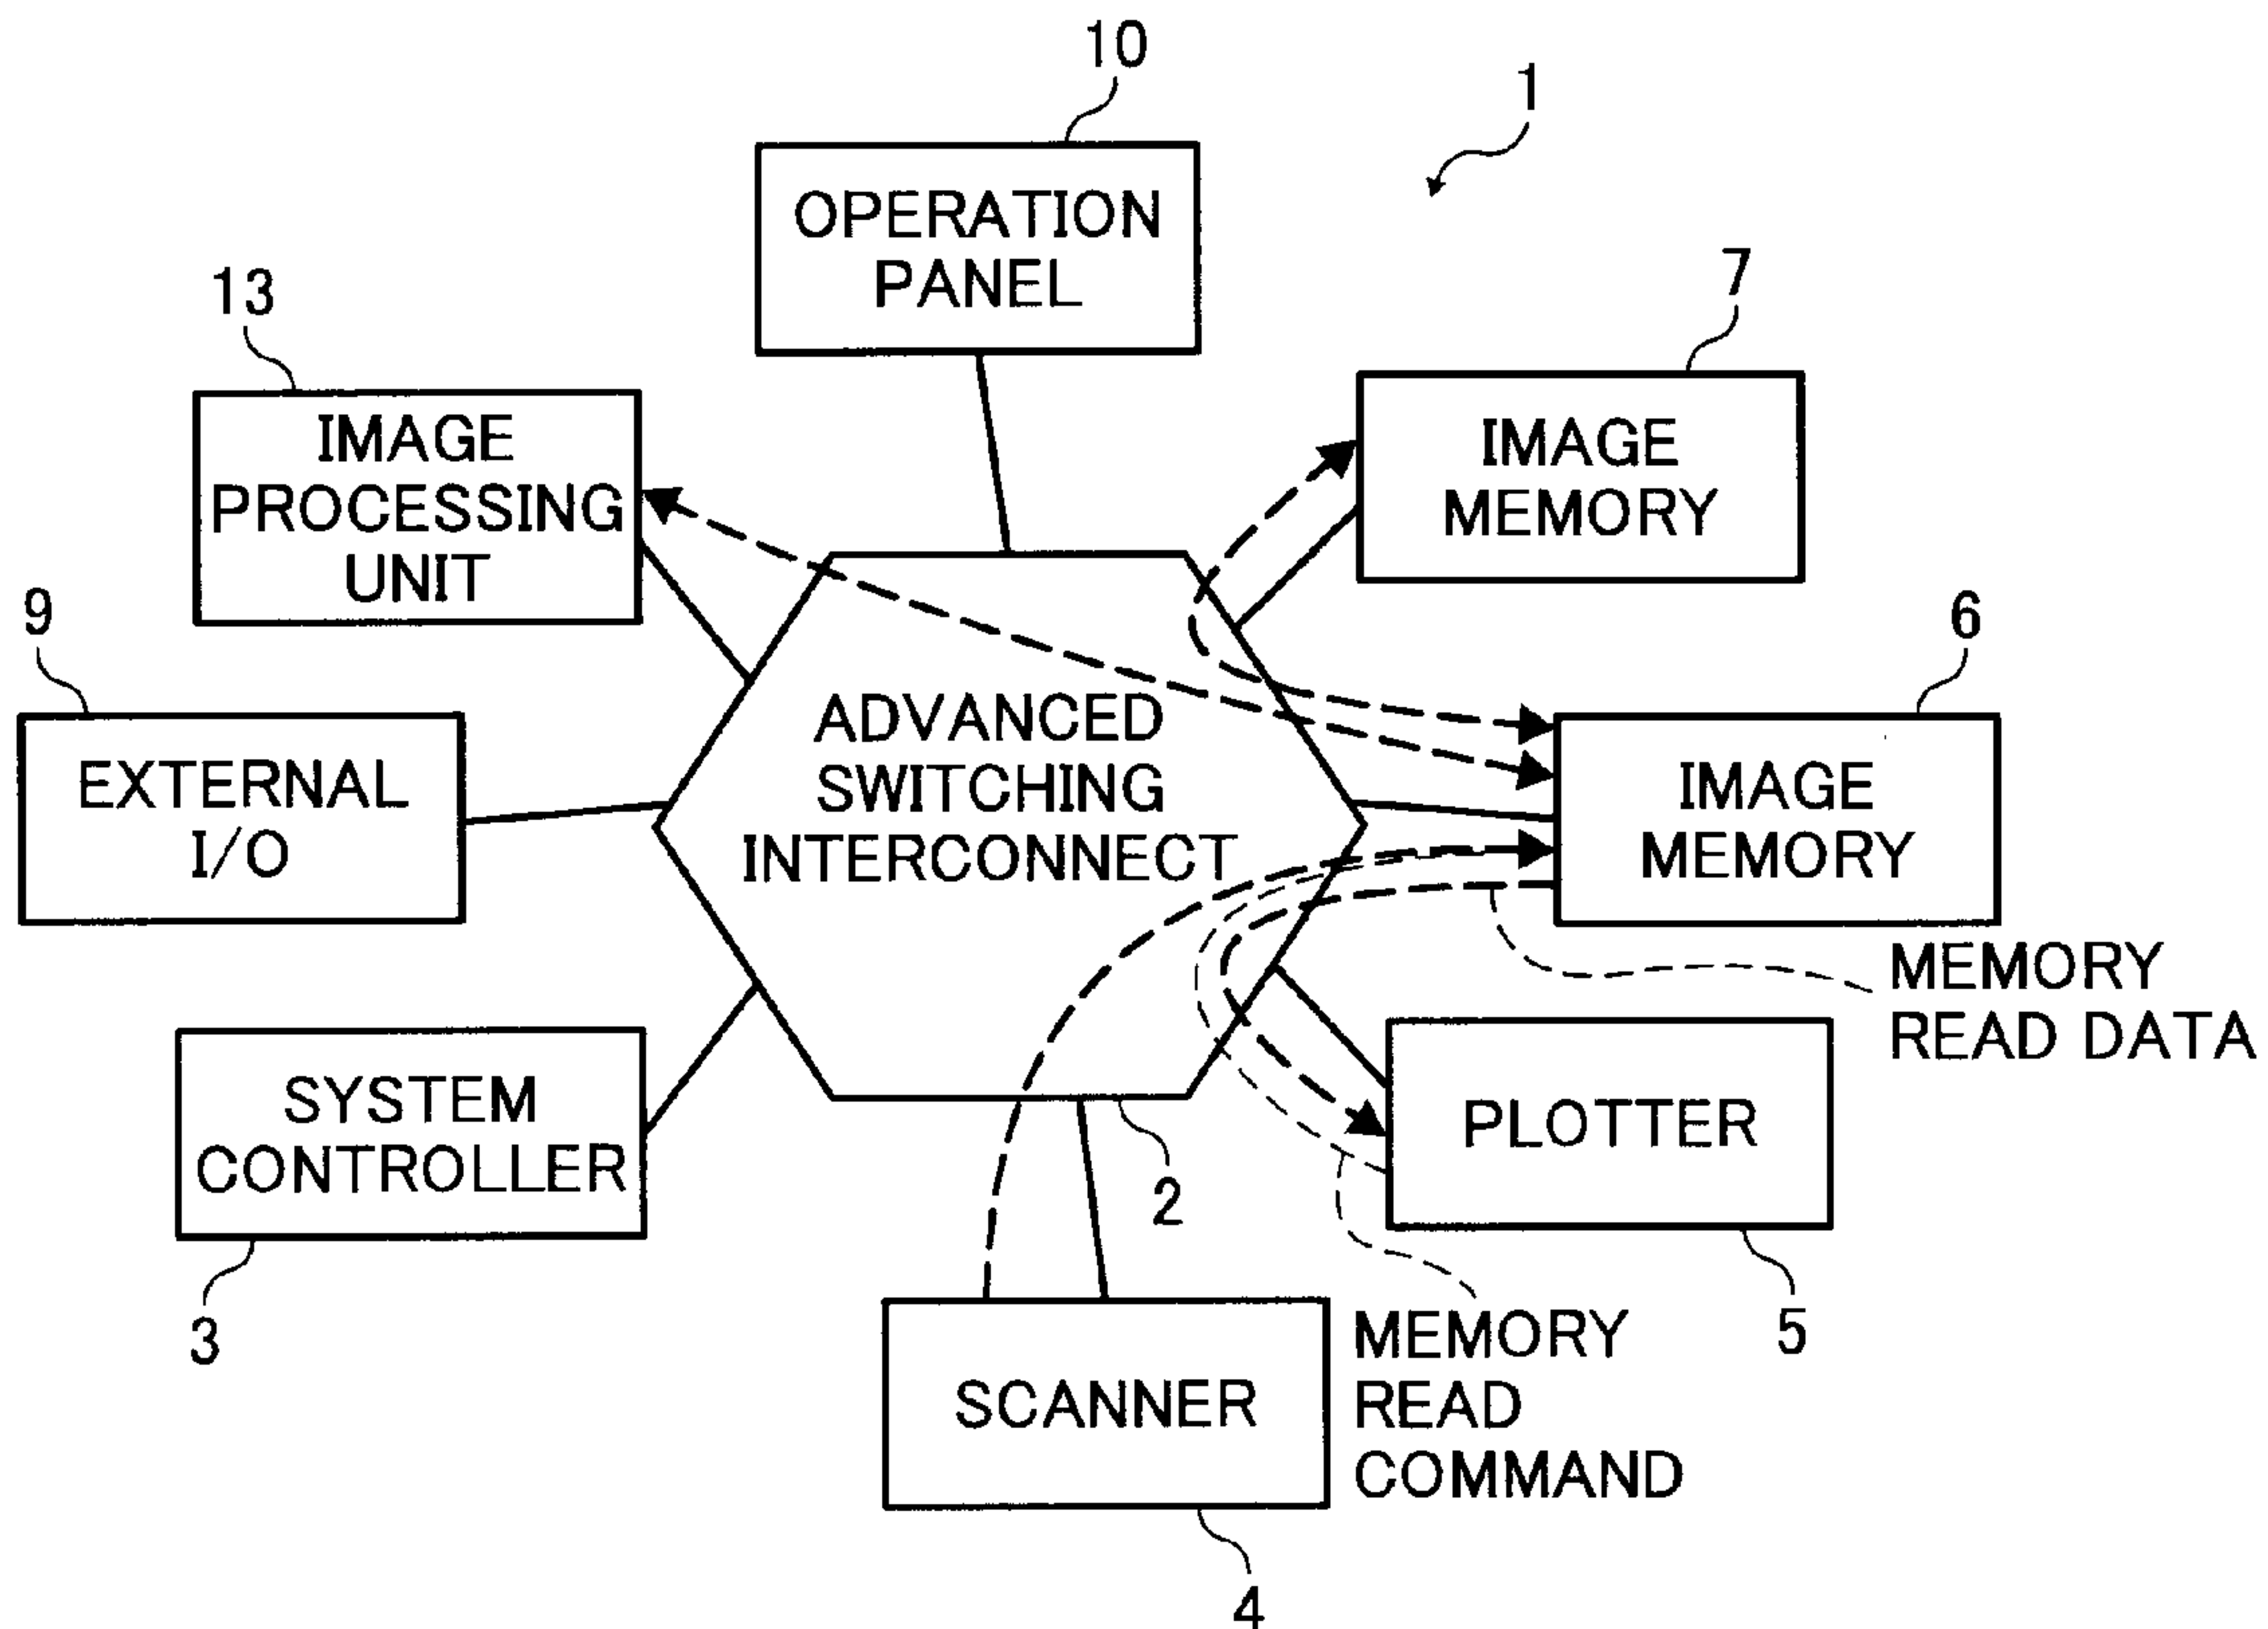 10
1
OPERATION
PANEL
7
13
IMAGE
MEMORY
IMAGE
PROCESSING
UNIT
9
6
ADVANCED
SWITCHING
INTERCONNECT
EXTERNAL
I/O
IMAGE
MEMORY
MEMORY
READ DATA
SYSTEM
CONTROLLER
PLOTTER
2
3
5
MEMORY
READ
COMMAND
SCANNER
4